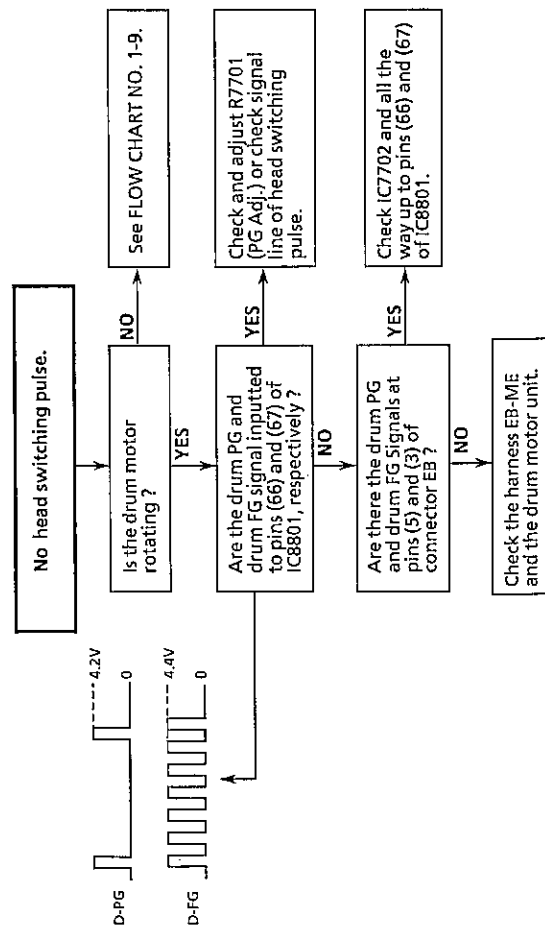 No head switching pulse.
Is the drum motor
rotating ?
NO
See FLOW CHART NO. 1-9.
YES
Are the drum PG and
drum FG signal inputted
to pins (66) and (67) of
IC8801, respectively ?
YES
Check and adjust R7701
(PG Adj.) or check signal
line of head switching
pulse.
NO
Are there the drum PG
and drum FG Signals at
pins (5) and (3) of
connector EB ?
YES
Check IC7702 and all the
way up to pins (66) and (67)
of IC8801.
NO
Check the harness EB-ME
and the drum motor unit.
D-PG
4.2V
0
D-FG
4.4V
0